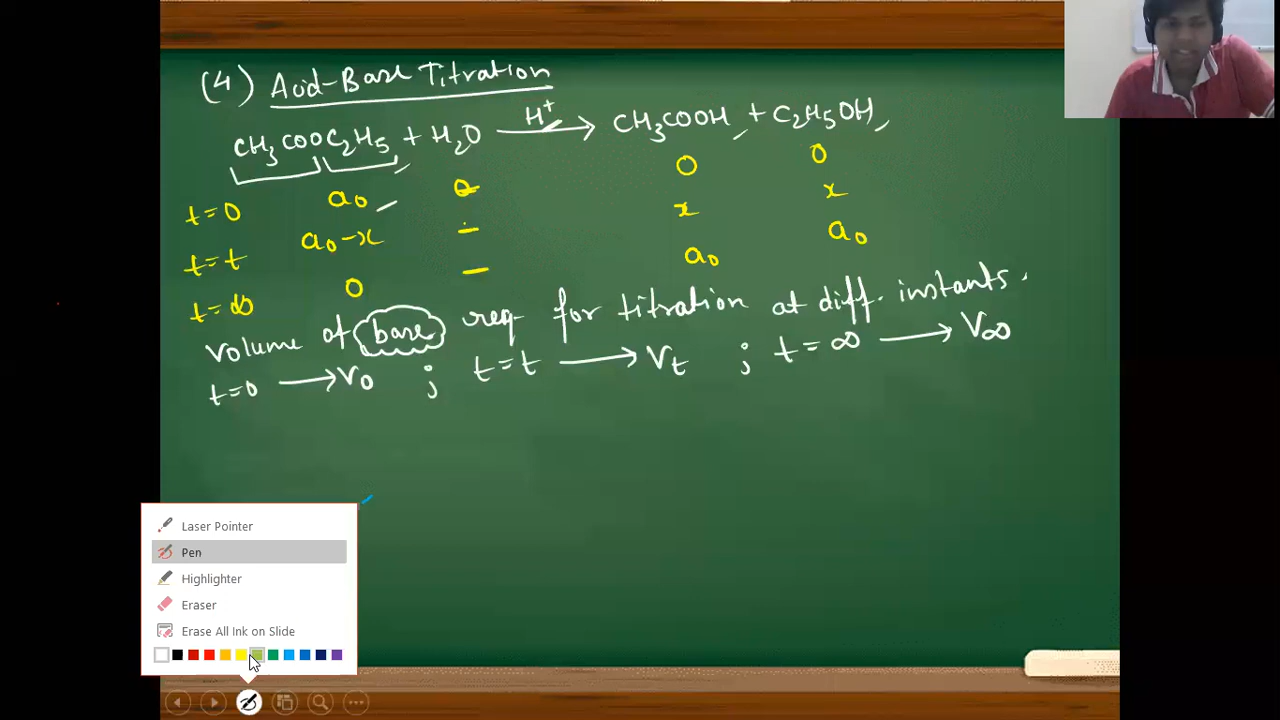 (4) Acid-Base Titration
CH₃COOC₂H₅ + H₂O —H⁺→ CH₃COOH + C₂H₅OH
t=0 a₀ a 0 0
t=t a₀-x – x x
t=∞ 0 – a₀ a₀
Volume of base req for titration at diff. instants.
t=0 → V₀ ; t=t → Vt ; t=∞ → V∞
Laser Pointer
Pen
Highlighter
Eraser
Erase All Ink on Slide